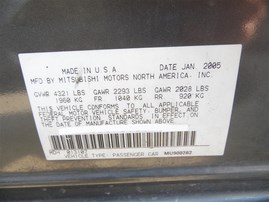 MADE IN U.S.A. DATE JAN. 2005
MFD BY MITSUBISHI MOTORS NORTH AMERICA, INC.
GVWR 4321 LBS GAWR 2293 LBS GAWR 2028 LBS
1960 KG FR 1040 KG RR 920 KG
THIS VEHICLE CONFORMS TO ALL APPLICABLE
FEDERAL MOTOR VEHICLE SAFETY, BUMPER, AND
THEFT PREVENTION STANDARDS IN EFFECT ON THE
DATE OF MANUFACTURE SHOWN ABOVE.
VEHICLE TYPE: PASSENGER CAR